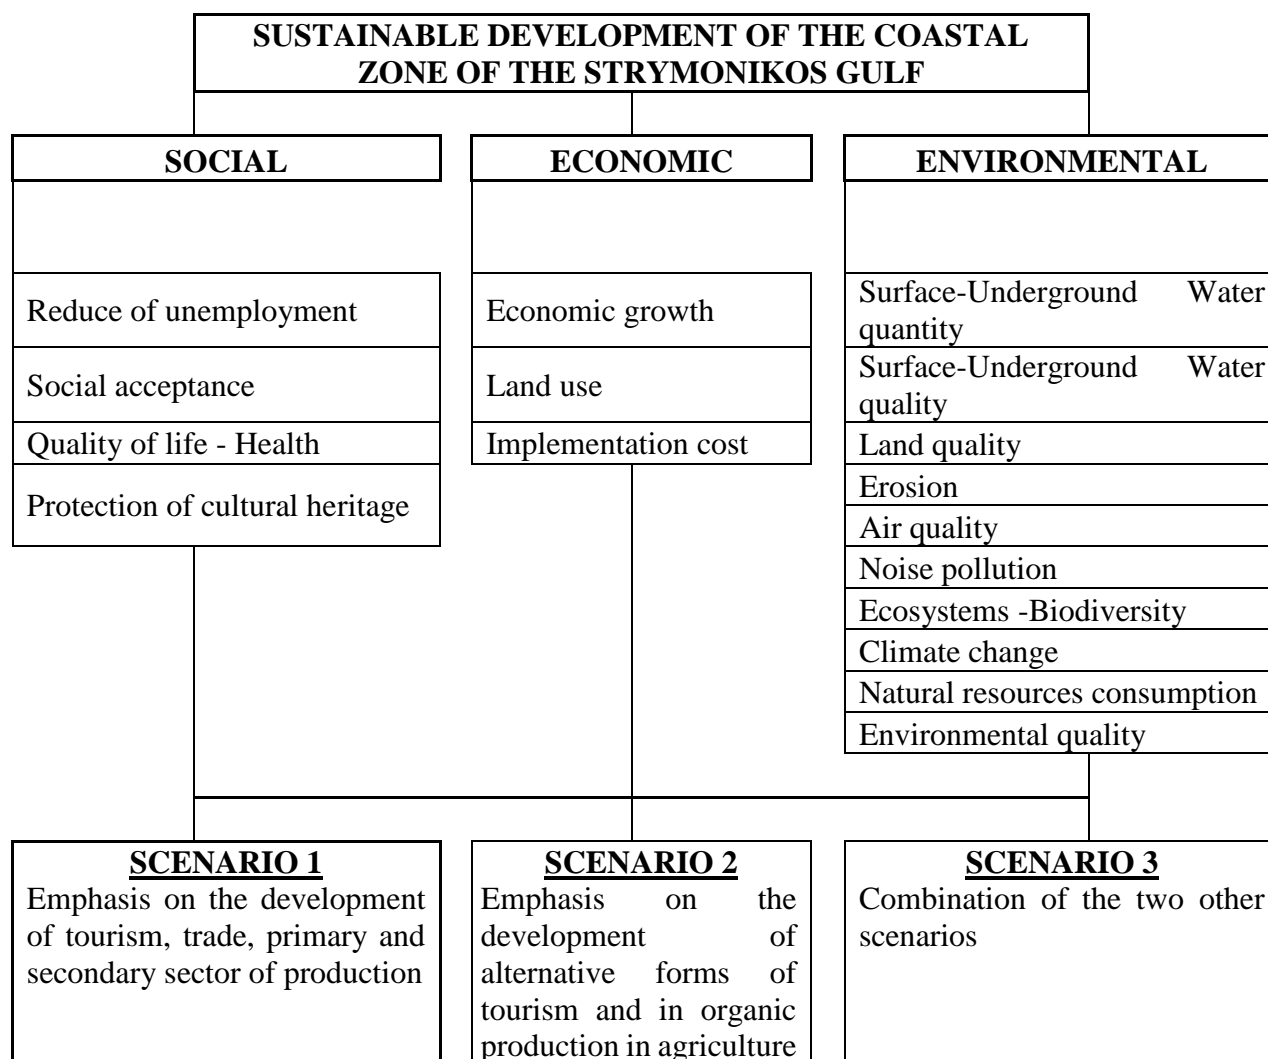 SUSTAINABLE DEVELOPMENT OF THE COASTAL
ZONE OF THE STRYMONIKOS GULF
SOCIAL
Reduce of unemployment
Social acceptance
Quality of life - Health
Protection of cultural heritage
ECONOMIC
Economic growth
Land use
Implementation cost
ENVIRONMENTAL
Surface-Underground Water
quantity
Surface-Underground Water
quality
Land quality
Erosion
Air quality
Noise pollution
Ecosystems -Biodiversity
Climate change
Natural resources consumption
Environmental quality
SCENARIO 1
Emphasis on the development
of tourism, trade, primary and
secondary sector of production
SCENARIO 2
Emphasis on the
development of
alternative forms of
tourism and in organic
production in agriculture
SCENARIO 3
Combination of the two other
scenarios